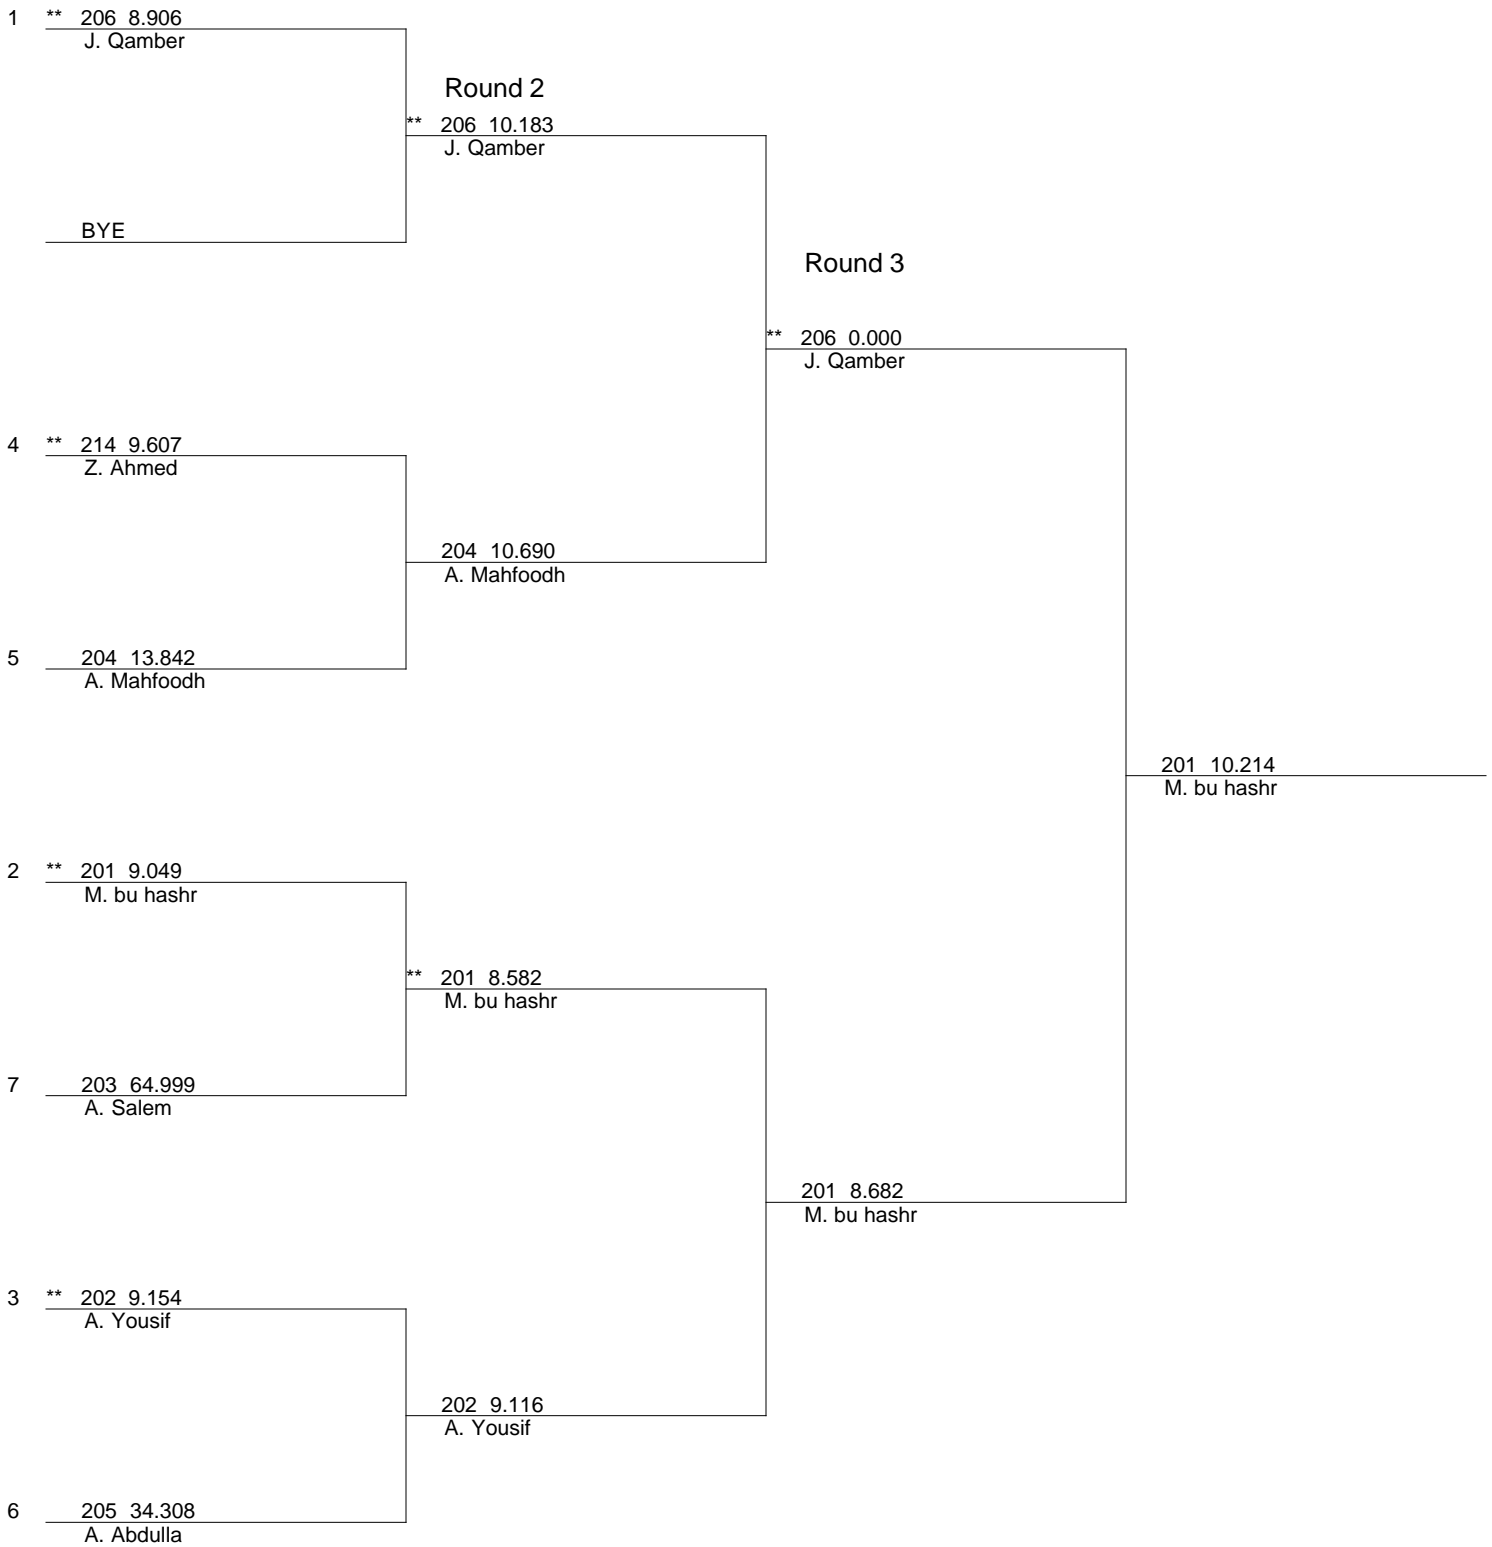 1 ** 206 8.906
J. Qamber
Round 2
** 206 10.183
J. Qamber
BYE
Round 3
** 206 0.000
J. Qamber
4 ** 214 9.607
Z. Ahmed
204 10.690
A. Mahfoodh
5 204 13.842
A. Mahfoodh
201 10.214
M. bu hashr
2 ** 201 9.049
M. bu hashr
** 201 8.582
M. bu hashr
7 203 64.999
A. Salem
201 8.682
M. bu hashr
3 ** 202 9.154
A. Yousif
202 9.116
A. Yousif
6 205 34.308
A. Abdulla